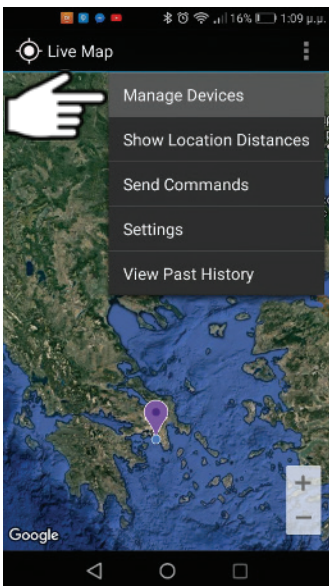 16% 1:09 μ.μ.
Live Map
Manage Devices
Show Location Distances
Send Commands
Settings
View Past History
+
−
Google